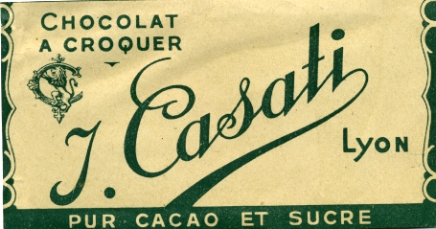 CHOCOLAT
A CROQUER
J. Casati
LYON
PUR CACAO ET SUCRE